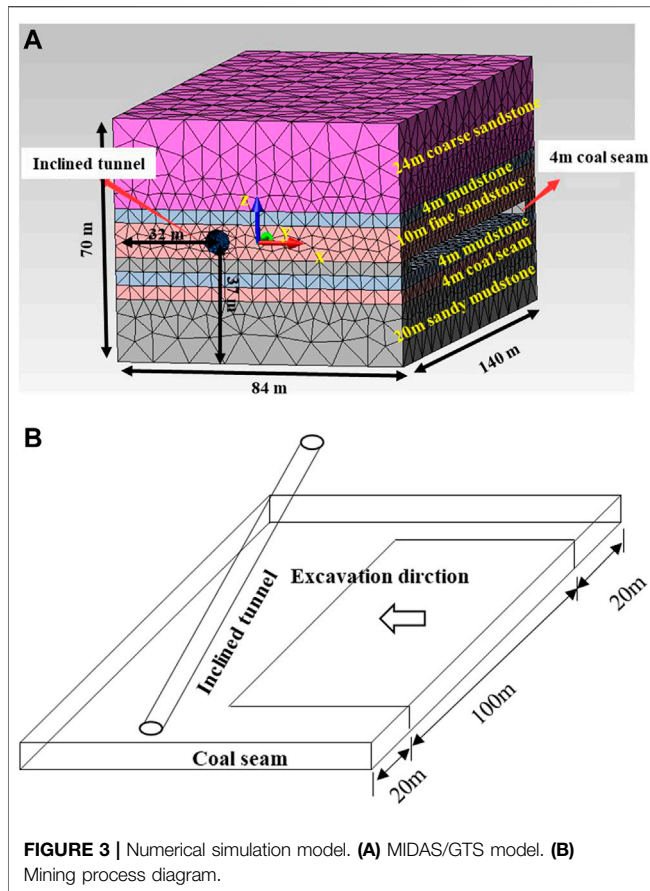 A
24m coarse sandstone
Inclined tunnel
4m coal seam
4m mudstone
10m fine sandstone
Z
Y
X
70 m
32 m
37 m
4m mudstone
4m coal seam
20m sandy mudstone
84 m
140 m
B
Inclined tunnel
Excavation dirction
20m
100m
20m
Coal seam
FIGURE 3 | Numerical simulation model. (A) MIDAS/GTS model. (B)
Mining process diagram.